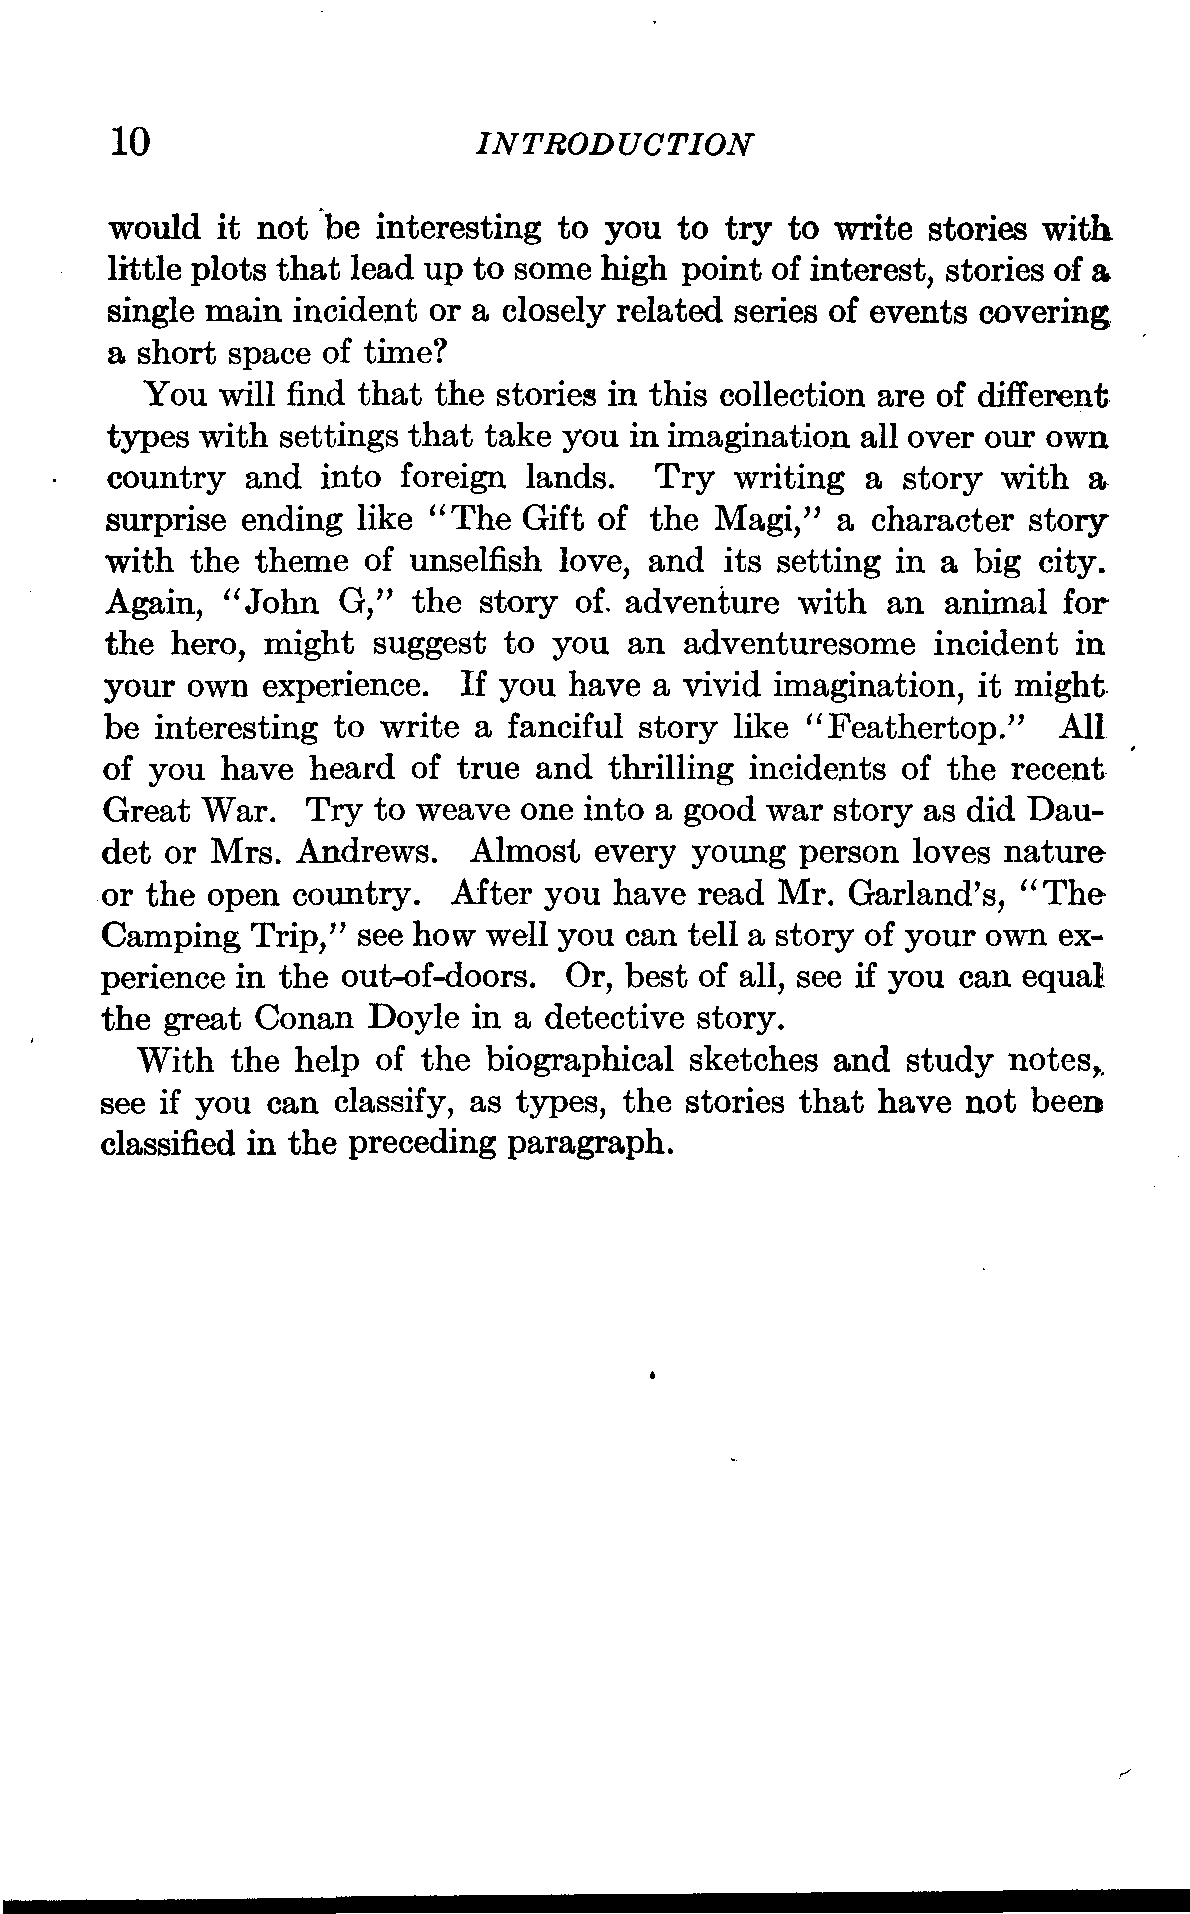 10 INTRODUCTION
would it not be interesting to you to try to write stories with
little plots that lead up to some high point of interest, stories of a
single main incident or a closely related series of events covering
a short space of time?
You will find that the stories in this collection are of different
types with settings that take you in imagination all over our own
country and into foreign lands. Try writing a story with a
surprise ending like "The Gift of the Magi," a character story
with the theme of unselfish love, and its setting in a big city.
Again, "John G," the story of adventure with an animal for
the hero, might suggest to you an adventuresome incident in
your own experience. If you have a vivid imagination, it might
be interesting to write a fanciful story like "Feathertop." All
of you have heard of true and thrilling incidents of the recent
Great War. Try to weave one into a good war story as did Dau-
det or Mrs. Andrews. Almost every young person loves nature
or the open country. After you have read Mr. Garland's, "The
Camping Trip," see how well you can tell a story of your own ex-
perience in the out-of-doors. Or, best of all, see if you can equal
the great Conan Doyle in a detective story.
With the help of the biographical sketches and study notes,
see if you can classify, as types, the stories that have not been
classified in the preceding paragraph.